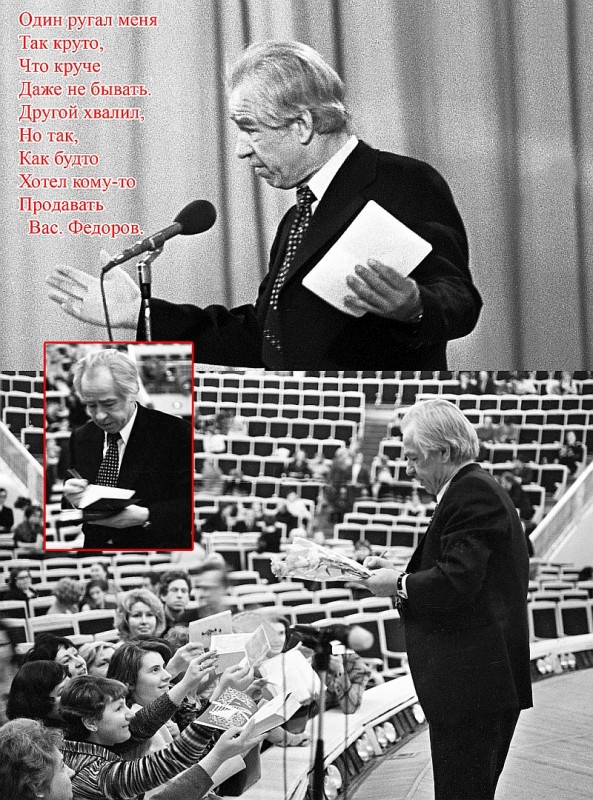 Один ругал меня
Так круто,
Что круче
Даже не бывать.
Другой хвалил,
Но так,
Как будто
Хотел кому-то
Продавать
Вас. Федоров.